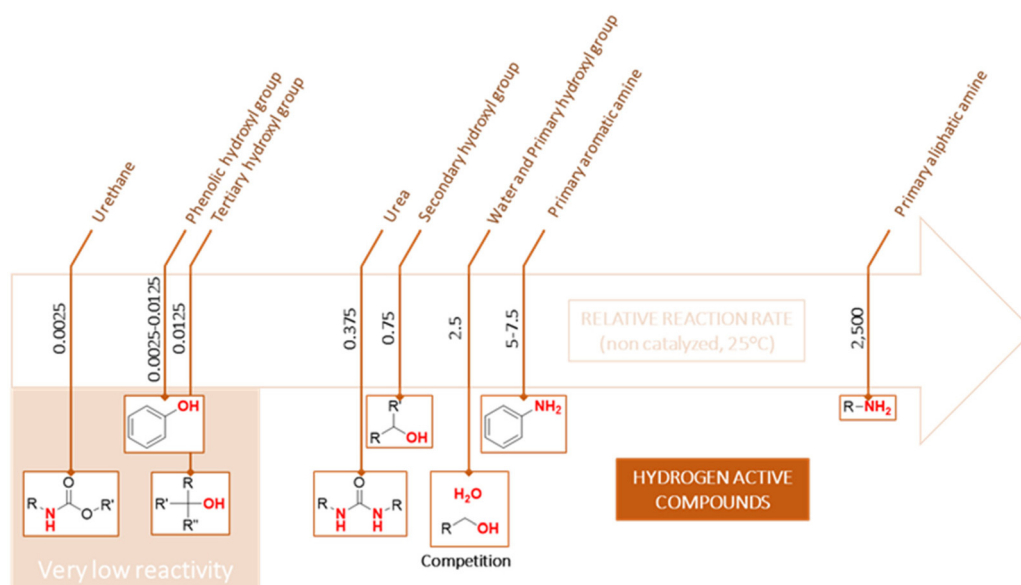 Urethane
Phenolic hydroxyl group
Tertiary hydroxyl group
Urea
Secondary hydroxyl group
Water and Primary hydroxyl group
Primary aromatic amine
Primary aliphatic amine
0.0025
0.0025-0.0125
0.0125
0.375
0.75
2.5
5-7.5
2,500
RELATIVE REACTION RATE
(non catalyzed, 25ºC)
OH
R' R OH
NH2
R-NH2
O R N H O R'
R R' OH R"
O R N H N H R
H2O
R OH
Competition
HYDROGEN ACTIVE
COMPOUNDS
Very low reactivity